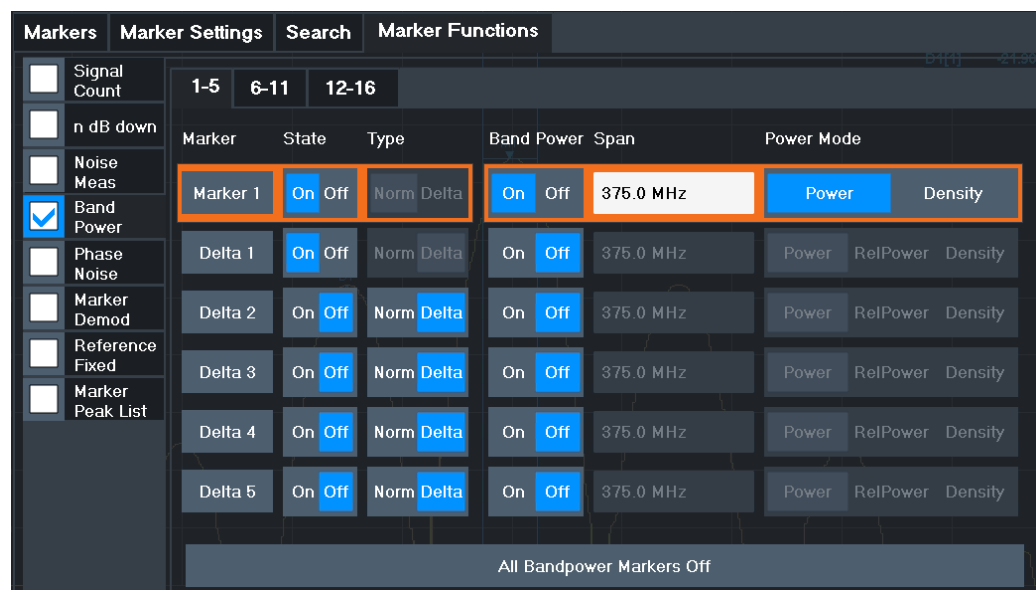 Markers Marker Settings Search Marker Functions
D1[1] -21.96
Signal
Count
n dB down
Noise
Meas
Band
Power
Phase
Noise
Marker
Demod
Reference
Fixed
Marker
Peak List
1-5 6-11 12-16
Marker State Type Band Power Span Power Mode
Marker 1 On Off Norm Delta On Off 375.0 MHz Power Density
Delta 1 On Off Norm Delta On Off 375.0 MHz Power RelPower Density
Delta 2 On Off Norm Delta On Off 375.0 MHz Power RelPower Density
Delta 3 On Off Norm Delta On Off 375.0 MHz Power RelPower Density
Delta 4 On Off Norm Delta On Off 375.0 MHz Power RelPower Density
Delta 5 On Off Norm Delta On Off 375.0 MHz Power RelPower Density
All Bandpower Markers Off